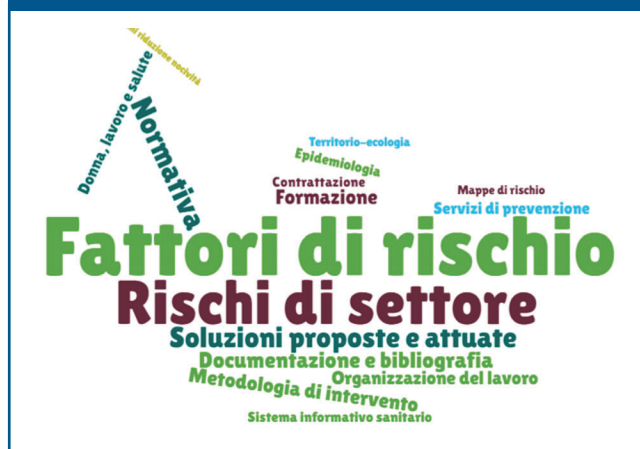 di riduzione nocività
Donna, lavoro e salute
Normativa
Territorio-ecologia
Epidemiologia
Contrattazione
Formazione
Mappe di rischio
Servizi di prevenzione
Fattori di rischio
Rischi di settore
Soluzioni proposte e attuate
Documentazione e bibliografia
Metodologia di intervento
Organizzazione del lavoro
Sistema informativo sanitario